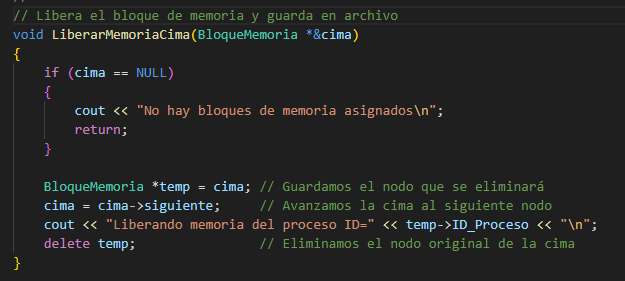 // Libera el bloque de memoria y guarda en archivo
void LiberarMemoriaCima(BloqueMemoria *&cima)
{
    if (cima == NULL)
    {
        cout << "No hay bloques de memoria asignados\n";
        return;
    }

    BloqueMemoria *temp = cima; // Guardamos el nodo que se eliminará
    cima = cima->siguiente;     // Avanzamos la cima al siguiente nodo
    cout << "Liberando memoria del proceso ID=" << temp->ID_Proceso << "\n";
    delete temp;                // Eliminamos el nodo original de la cima
}